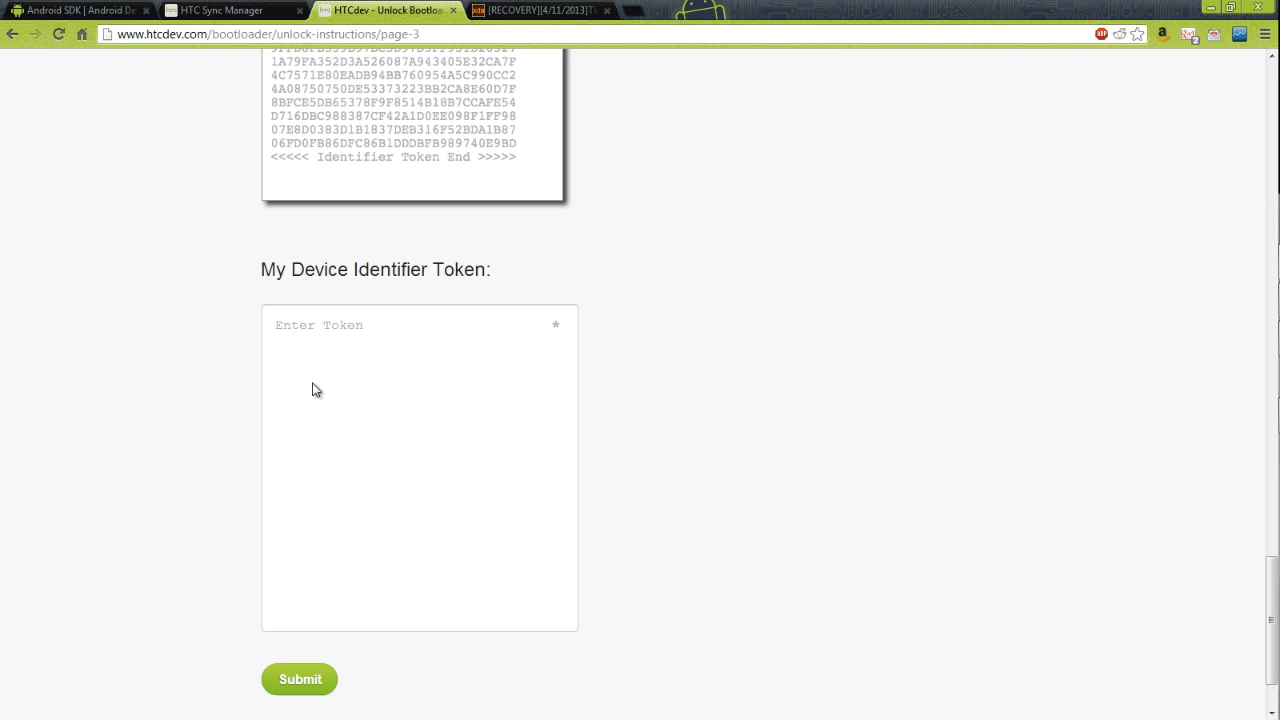 Android SDK | Android De
HTC Sync Manager
HTCdev - Unlock Bootloa
[RECOVERY][4/11/2013]TV
www.htcdev.com/bootloader/unlock-instructions/page-3
1A79FA352D3A526087A943405E32CA7F
4C7571E80EADB94BB760954A5C990CC2
4A08750750DE53373223BB2CA8E60D7F
8BFCE5DB65378F9F8514B18B7CCAFE54
D716DBC988387CF42A1D0EE098F1FF98
07E8D0383D1B1837DEB316F52BDA1B87
06FD0FB86DFC86B1DDDBFB989740E9BD
<<<<< Identifier Token End >>>>>
My Device Identifier Token:
Enter Token *
Submit